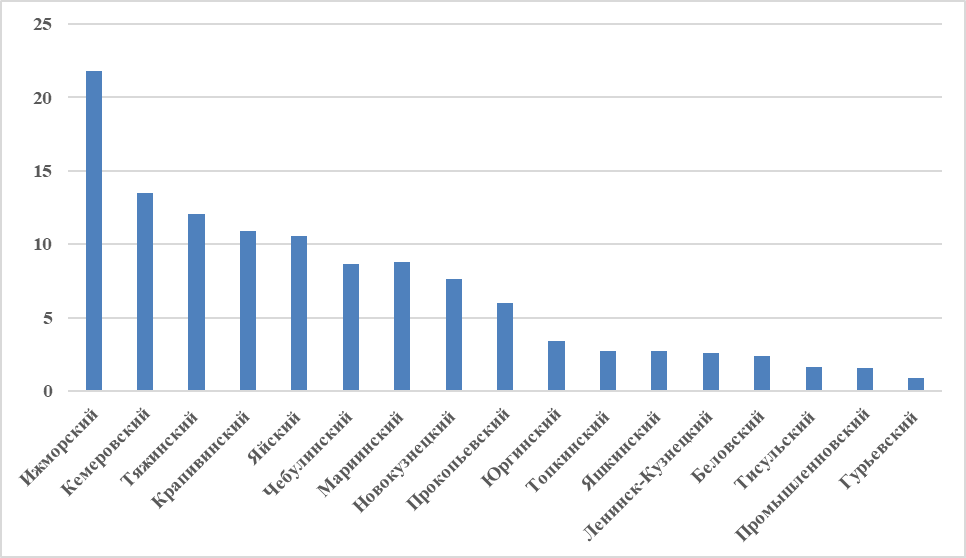 25
20
15
10
5
0
Ижморский
Кемеровский
Тяжинский
Крапивинский
Яйский
Чебулинский
Мариинский
Новокузнецкий
Прокопьевский
Юргинский
Топкинский
Яшкинский
Ленинск-Кузнецкий
Беловский
Тисульский
Промышленновский
Гурьевский